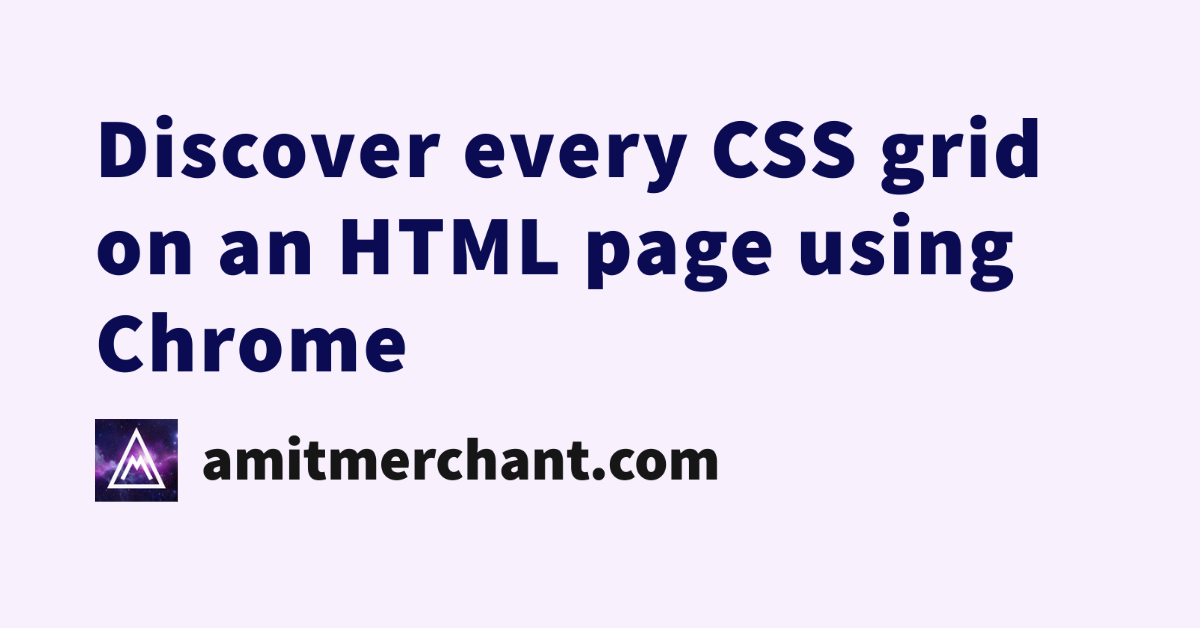 Discover every CSS grid
on an HTML page using
Chrome
amitmerchant.com